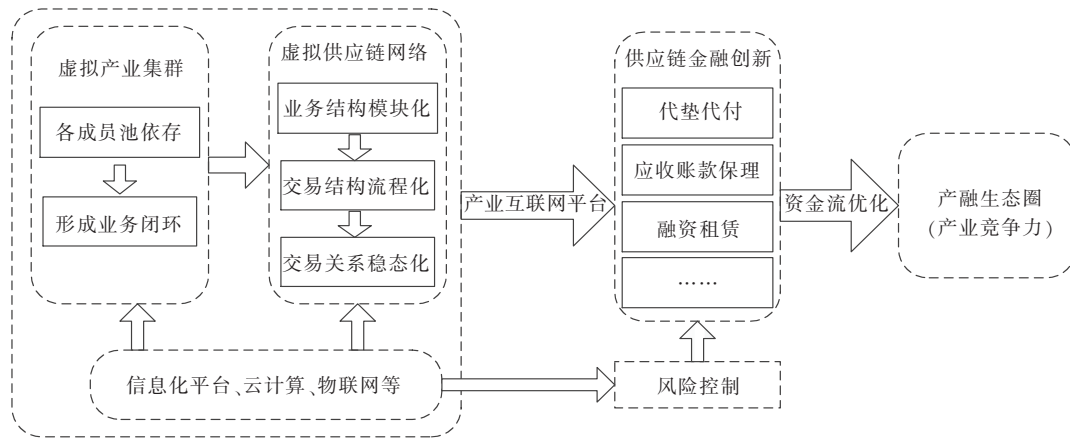 虚拟产业集群
各成员池依存
形成业务闭环
虚拟供应链网络
业务结构模块化
交易结构流程化
交易关系稳态化
信息化平台、云计算、物联网等
产业互联网平台
供应链金融创新
代垫代付
应收账款保理
融资租赁
……
风险控制
资金流优化
产融生态圈
(产业竞争力)